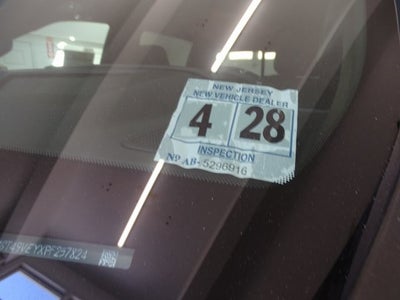 NEW JERSEY
NEW VEHICLE DEALER
4 28
INSPECTION
Nº AB- 5296916